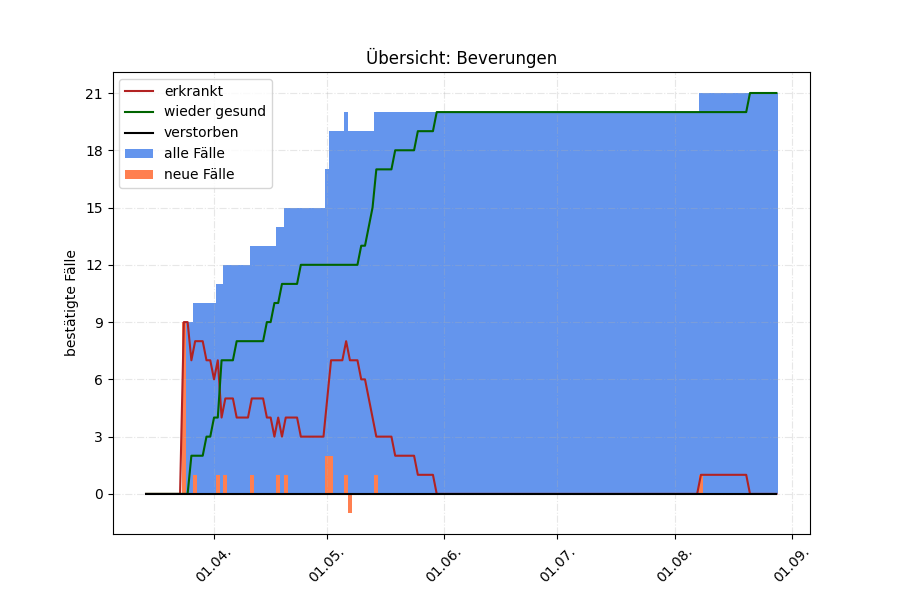 Übersicht: Beverungen
erkrankt
wieder gesund
verstorben
alle Fälle
neue Fälle
bestätigte Fälle
21
18
15
12
9
6
3
0
01.04.
01.05.
01.06.
01.07.
01.08.
01.09.